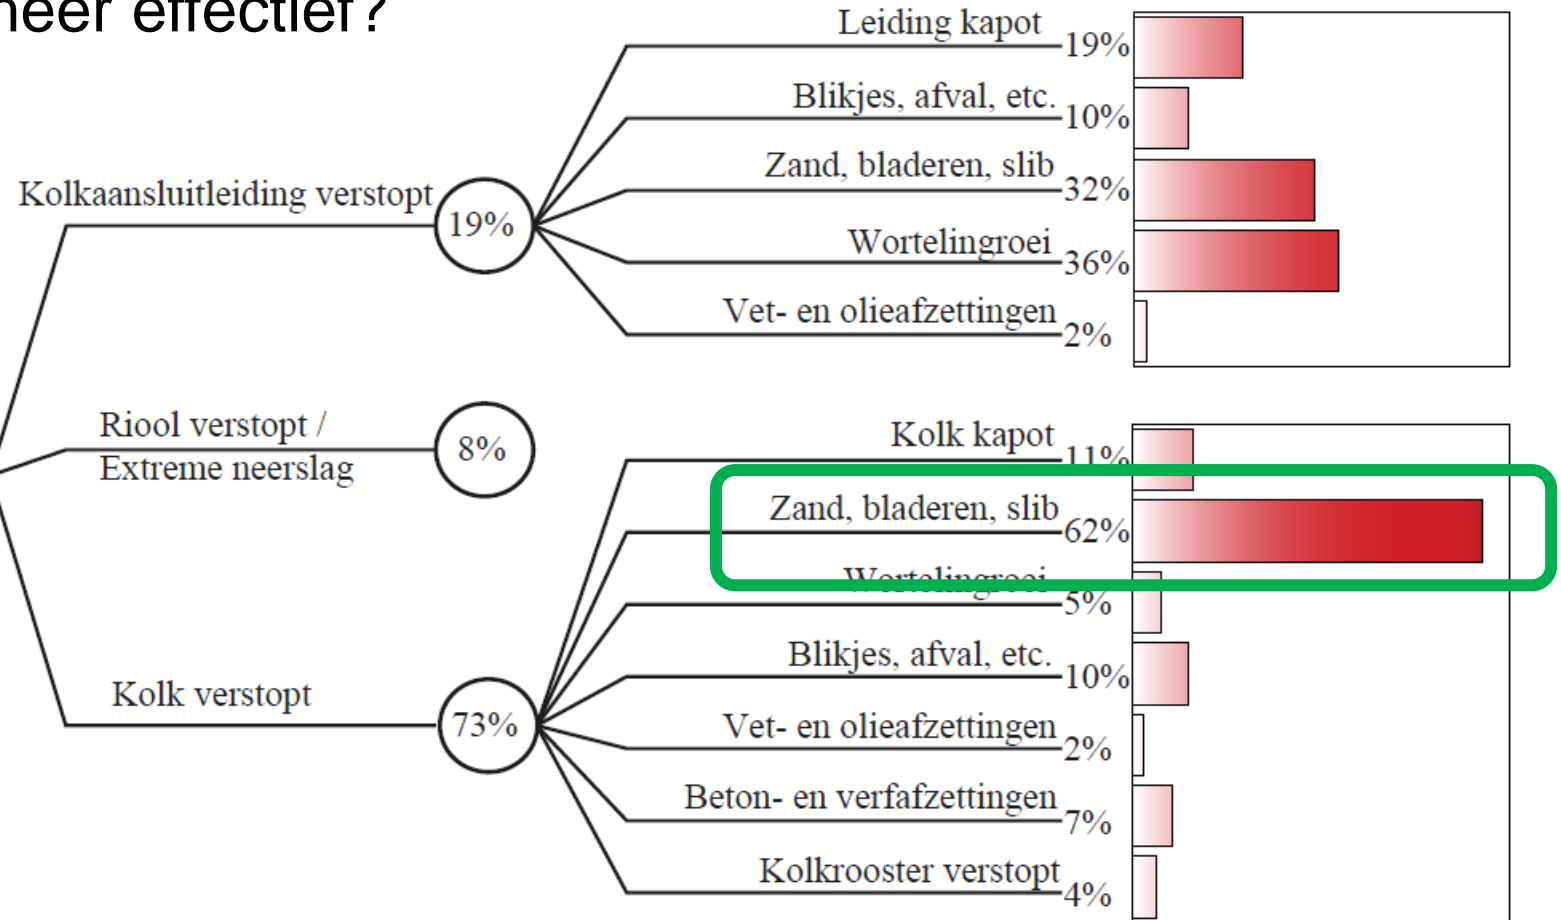 neer effectief?
Leiding kapot 19%
Blikjes, afval, etc. 10%
Zand, bladeren, slib 32%
Wortelingroei 36%
Vet- en olieafzettingen 2%
Kolkaansluitleiding verstopt 19%
Riool verstopt /
Extreme neerslag
8%
Kolk verstopt 73%
Kolk kapot 11%
Zand, bladeren, slib 62%
Wortelingroei 5%
Blikjes, afval, etc. 10%
Vet- en olieafzettingen 2%
Beton- en verfafzettingen 7%
Kolkrooster verstopt 4%